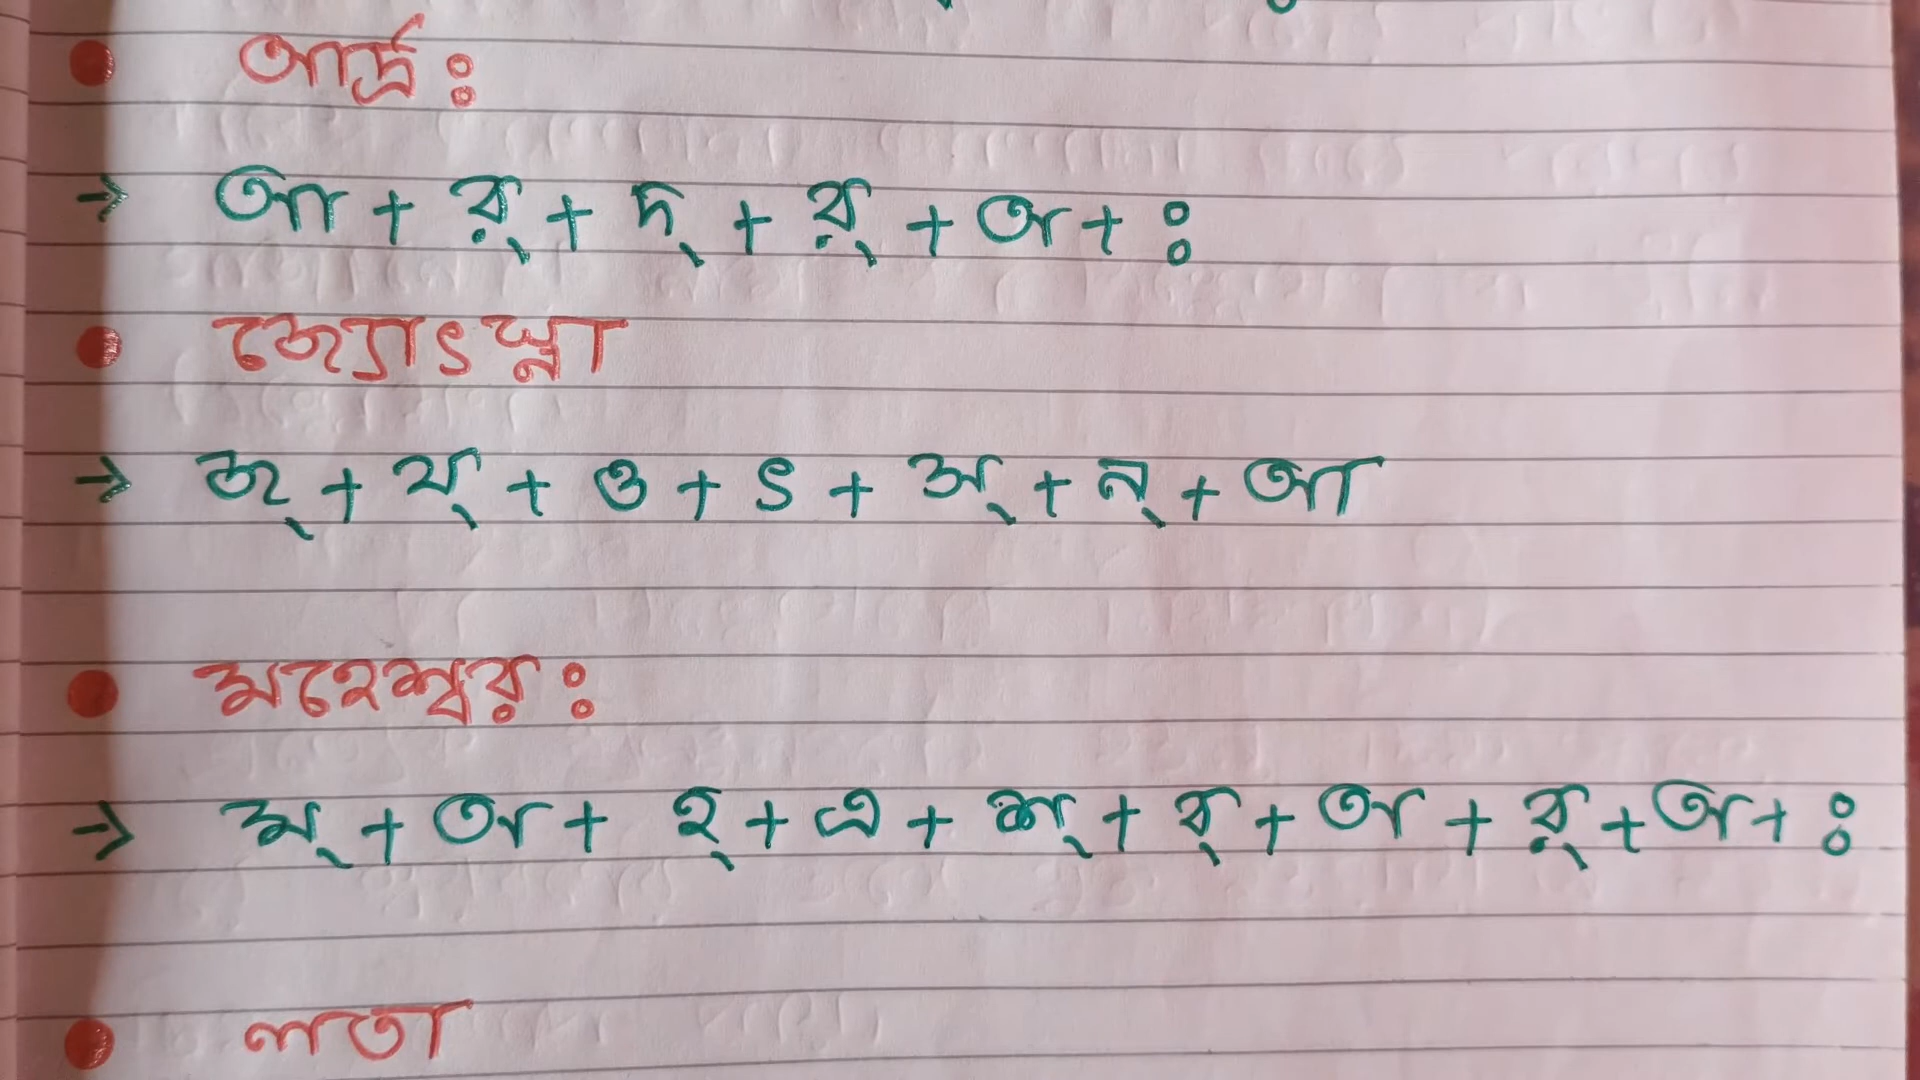 আর্দ্রঃ
→ আ + র্ + দ্ + র্ + অ + ঃ
জ্যোৎস্না
→ জ্ + য্ + ও + ৎ + স্ + ন্ + আ
মহেশ্বরঃ
→ ম্ + অ + হ্ + এ + শ্ + ব্ + অ + র্ + অ + ঃ
লতা